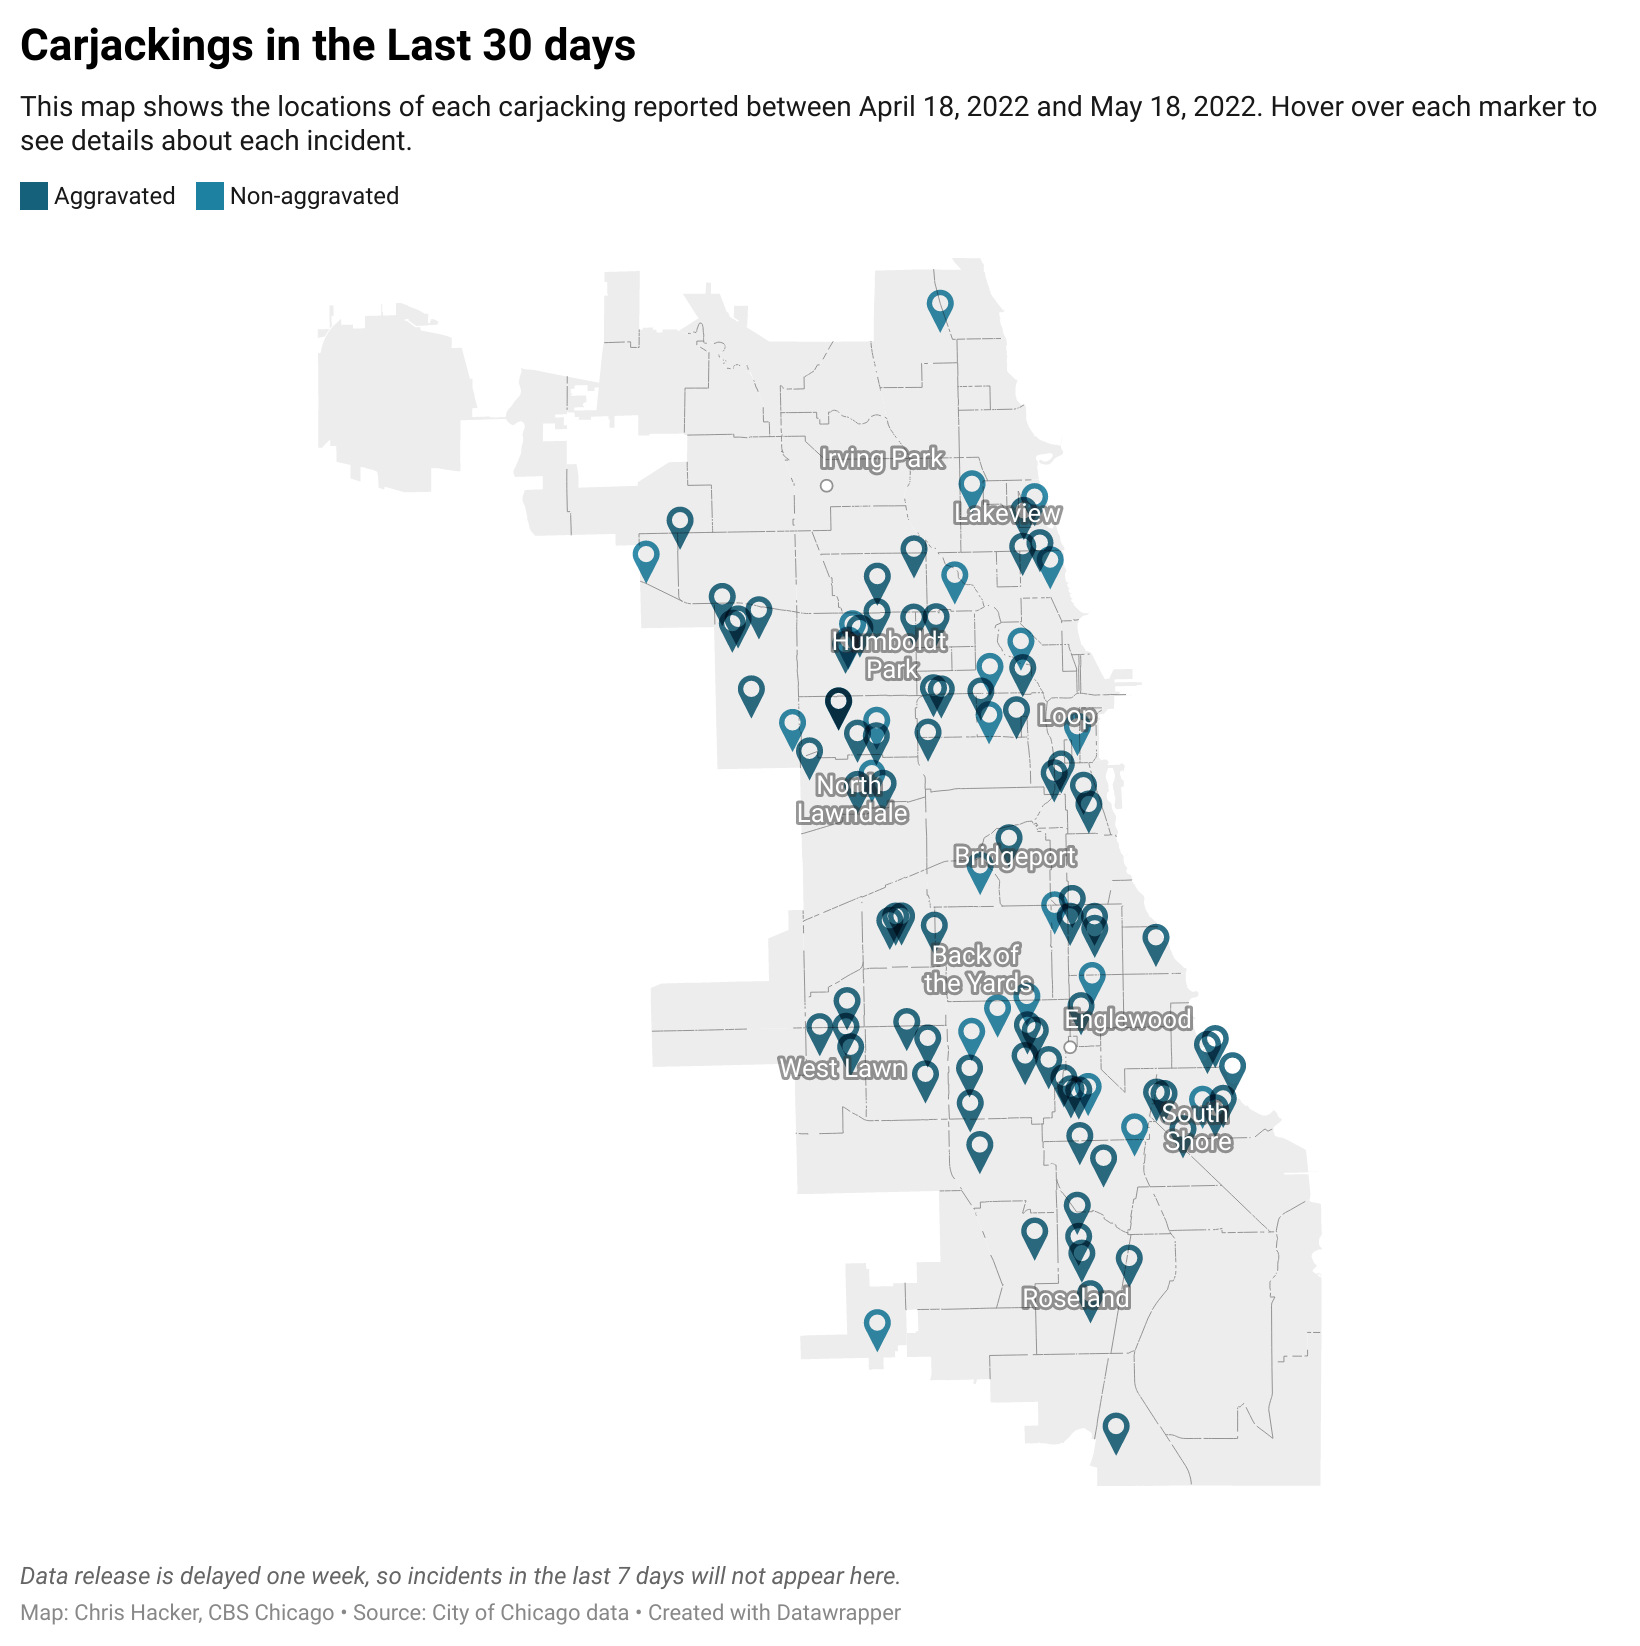 Carjackings in the Last 30 days
This map shows the locations of each carjacking reported between April 18, 2022 and May 18, 2022. Hover over each marker to
see details about each incident.
Aggravated Non-aggravated
Irving Park
Lakeview
Humboldt
Park
Loop
North
Lawndale
Bridgeport
Back of
the Yards
Englewood
West Lawn
South
Shore
Roseland
Data release is delayed one week, so incidents in the last 7 days will not appear here.
Map: Chris Hacker, CBS Chicago • Source: City of Chicago data • Created with Datawrapper